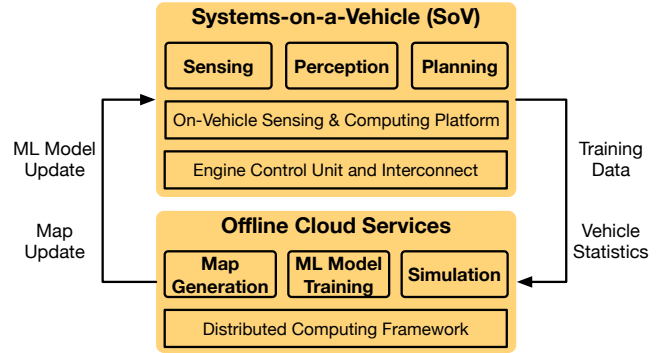 Systems-on-a-Vehicle (SoV)
Sensing
Perception
Planning
On-Vehicle Sensing & Computing Platform
Engine Control Unit and Interconnect
ML Model
Update
Map
Update
Training
Data
Vehicle
Statistics
Offline Cloud Services
Map
Generation
ML Model
Training
Simulation
Distributed Computing Framework